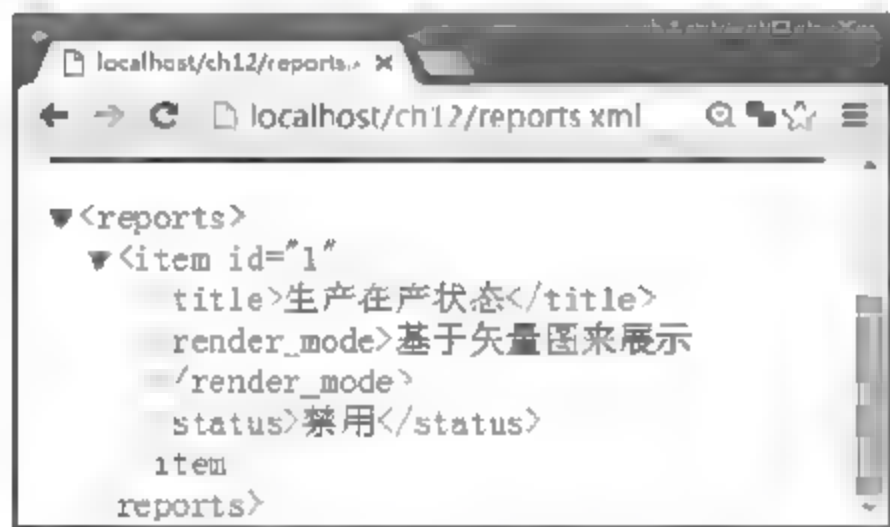 localhost/ch12/reports.
localhost/ch12/reports xml
▼<reports>
▼<item id="1"
title>生产在产状态</title>
render_mode>基于矢量图来展示
/render_mode>
status>禁用</status>
item
reports>